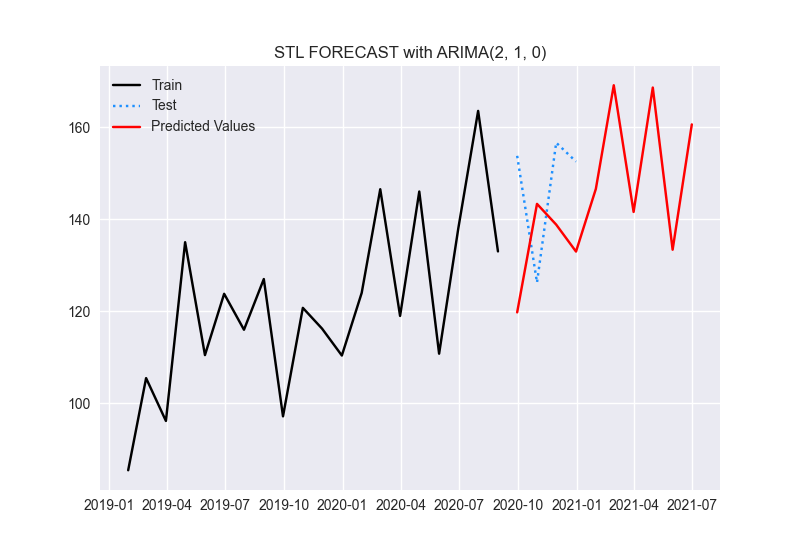 STL FORECAST with ARIMA(2, 1, 0)
Train
Test
Predicted Values
160
140
120
100
2019-01 2019-04 2019-07 2019-10 2020-01 2020-04 2020-07 2020-10 2021-01 2021-04 2021-07